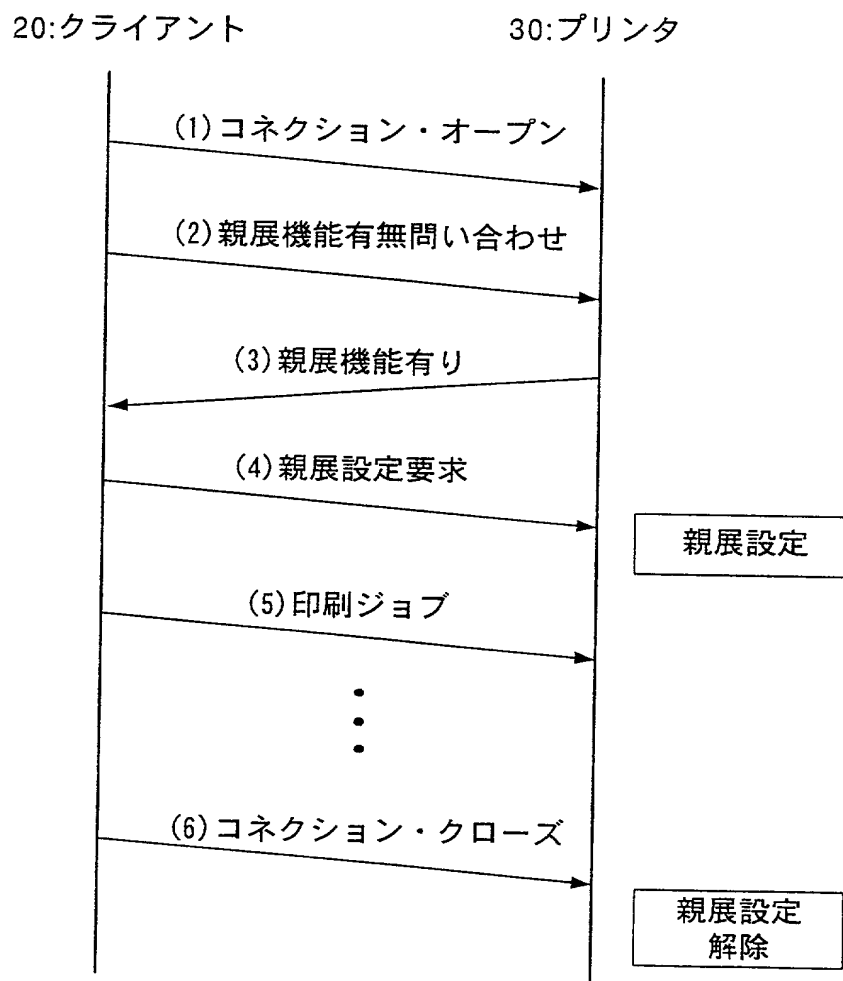 20:クライアント
30:プリンタ
(1)コネクション・オープン
(2)親展機能有無問い合わせ
(3)親展機能有り
(4)親展設定要求
親展設定
(5)印刷ジョブ
(6)コネクション・クローズ
親展設定
解除